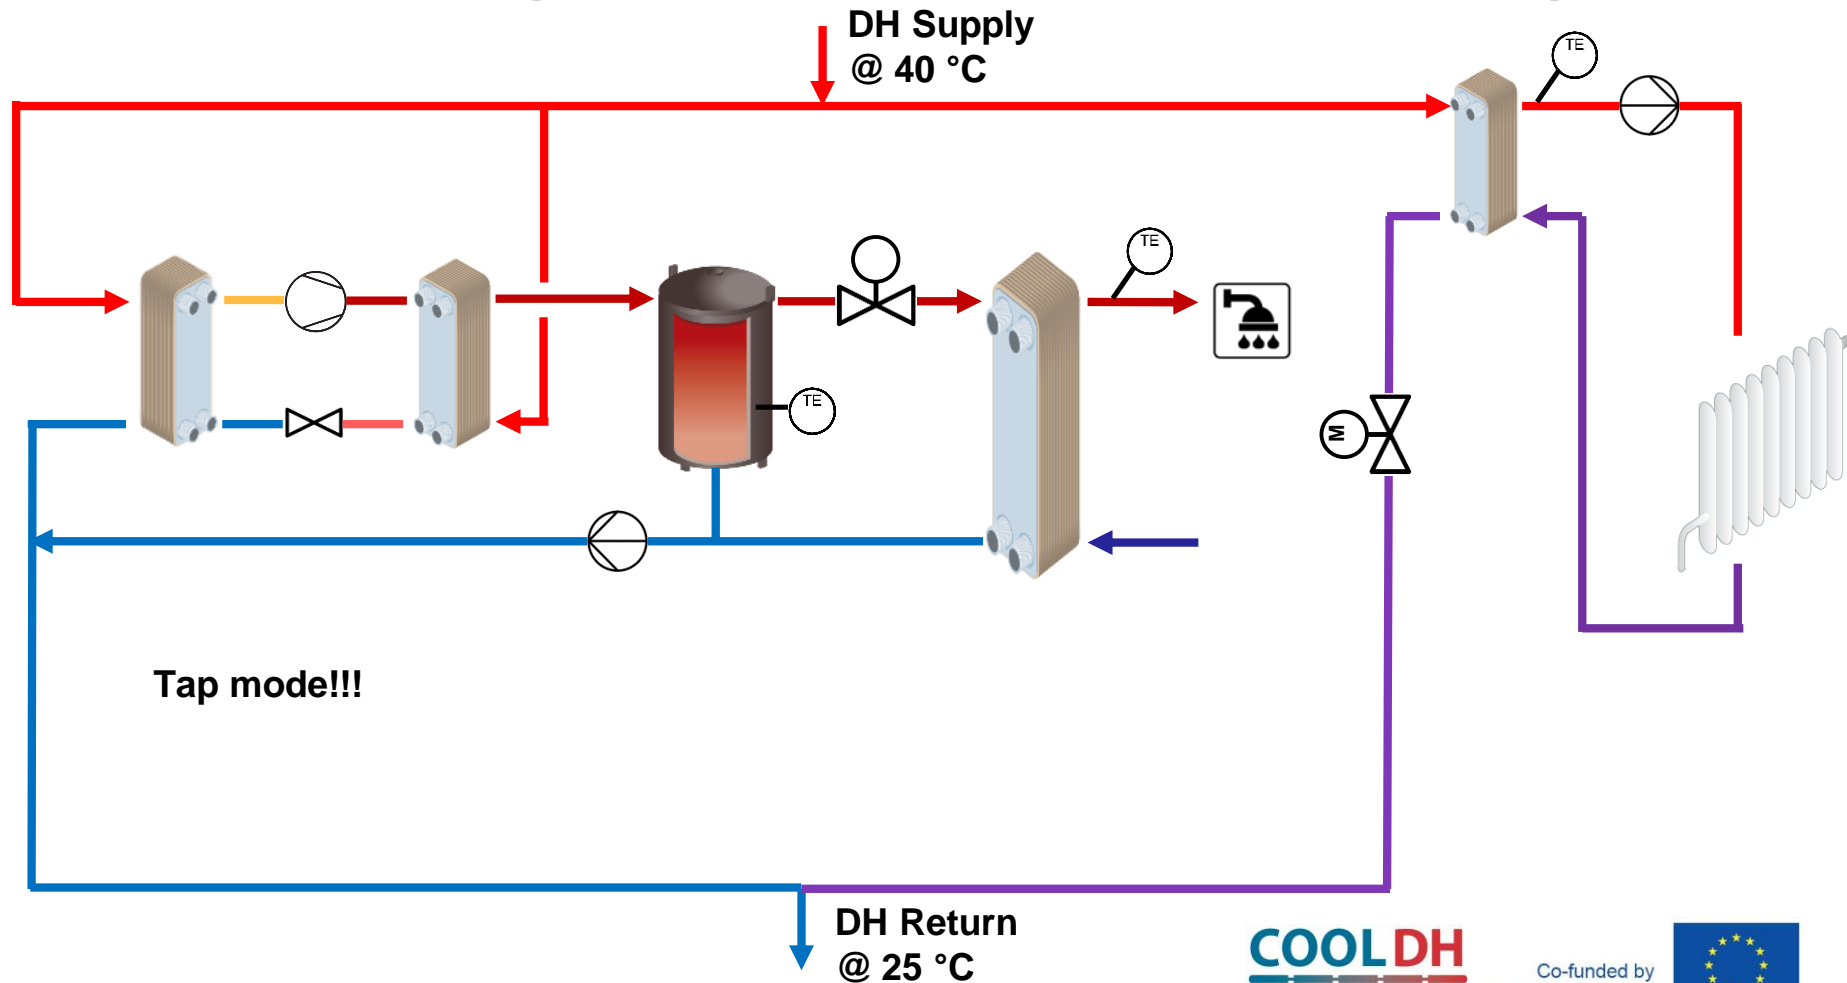 DH Supply
@ 40 °C
TE
TE
TE
M
Tap mode!!!
DH Return
@ 25 °C
COOL DH
Co-funded by